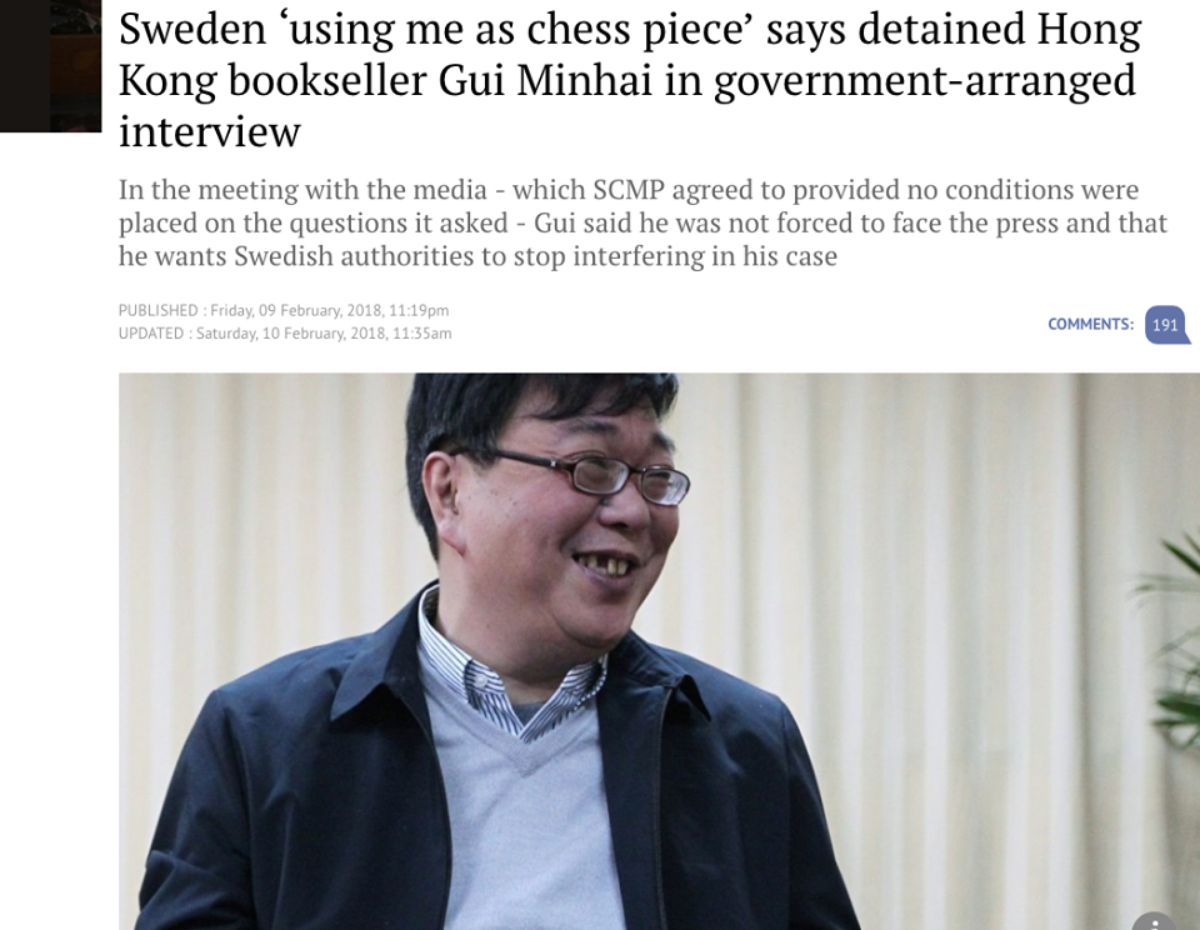 Sweden ‘using me as chess piece’ says detained Hong
Kong bookseller Gui Minhai in government-arranged
interview
In the meeting with the media - which SCMP agreed to provided no conditions were
placed on the questions it asked - Gui said he was not forced to face the press and that
he wants Swedish authorities to stop interfering in his case
PUBLISHED : Friday, 09 February, 2018, 11:19pm
UPDATED : Saturday, 10 February, 2018, 11:35am
COMMENTS: 191